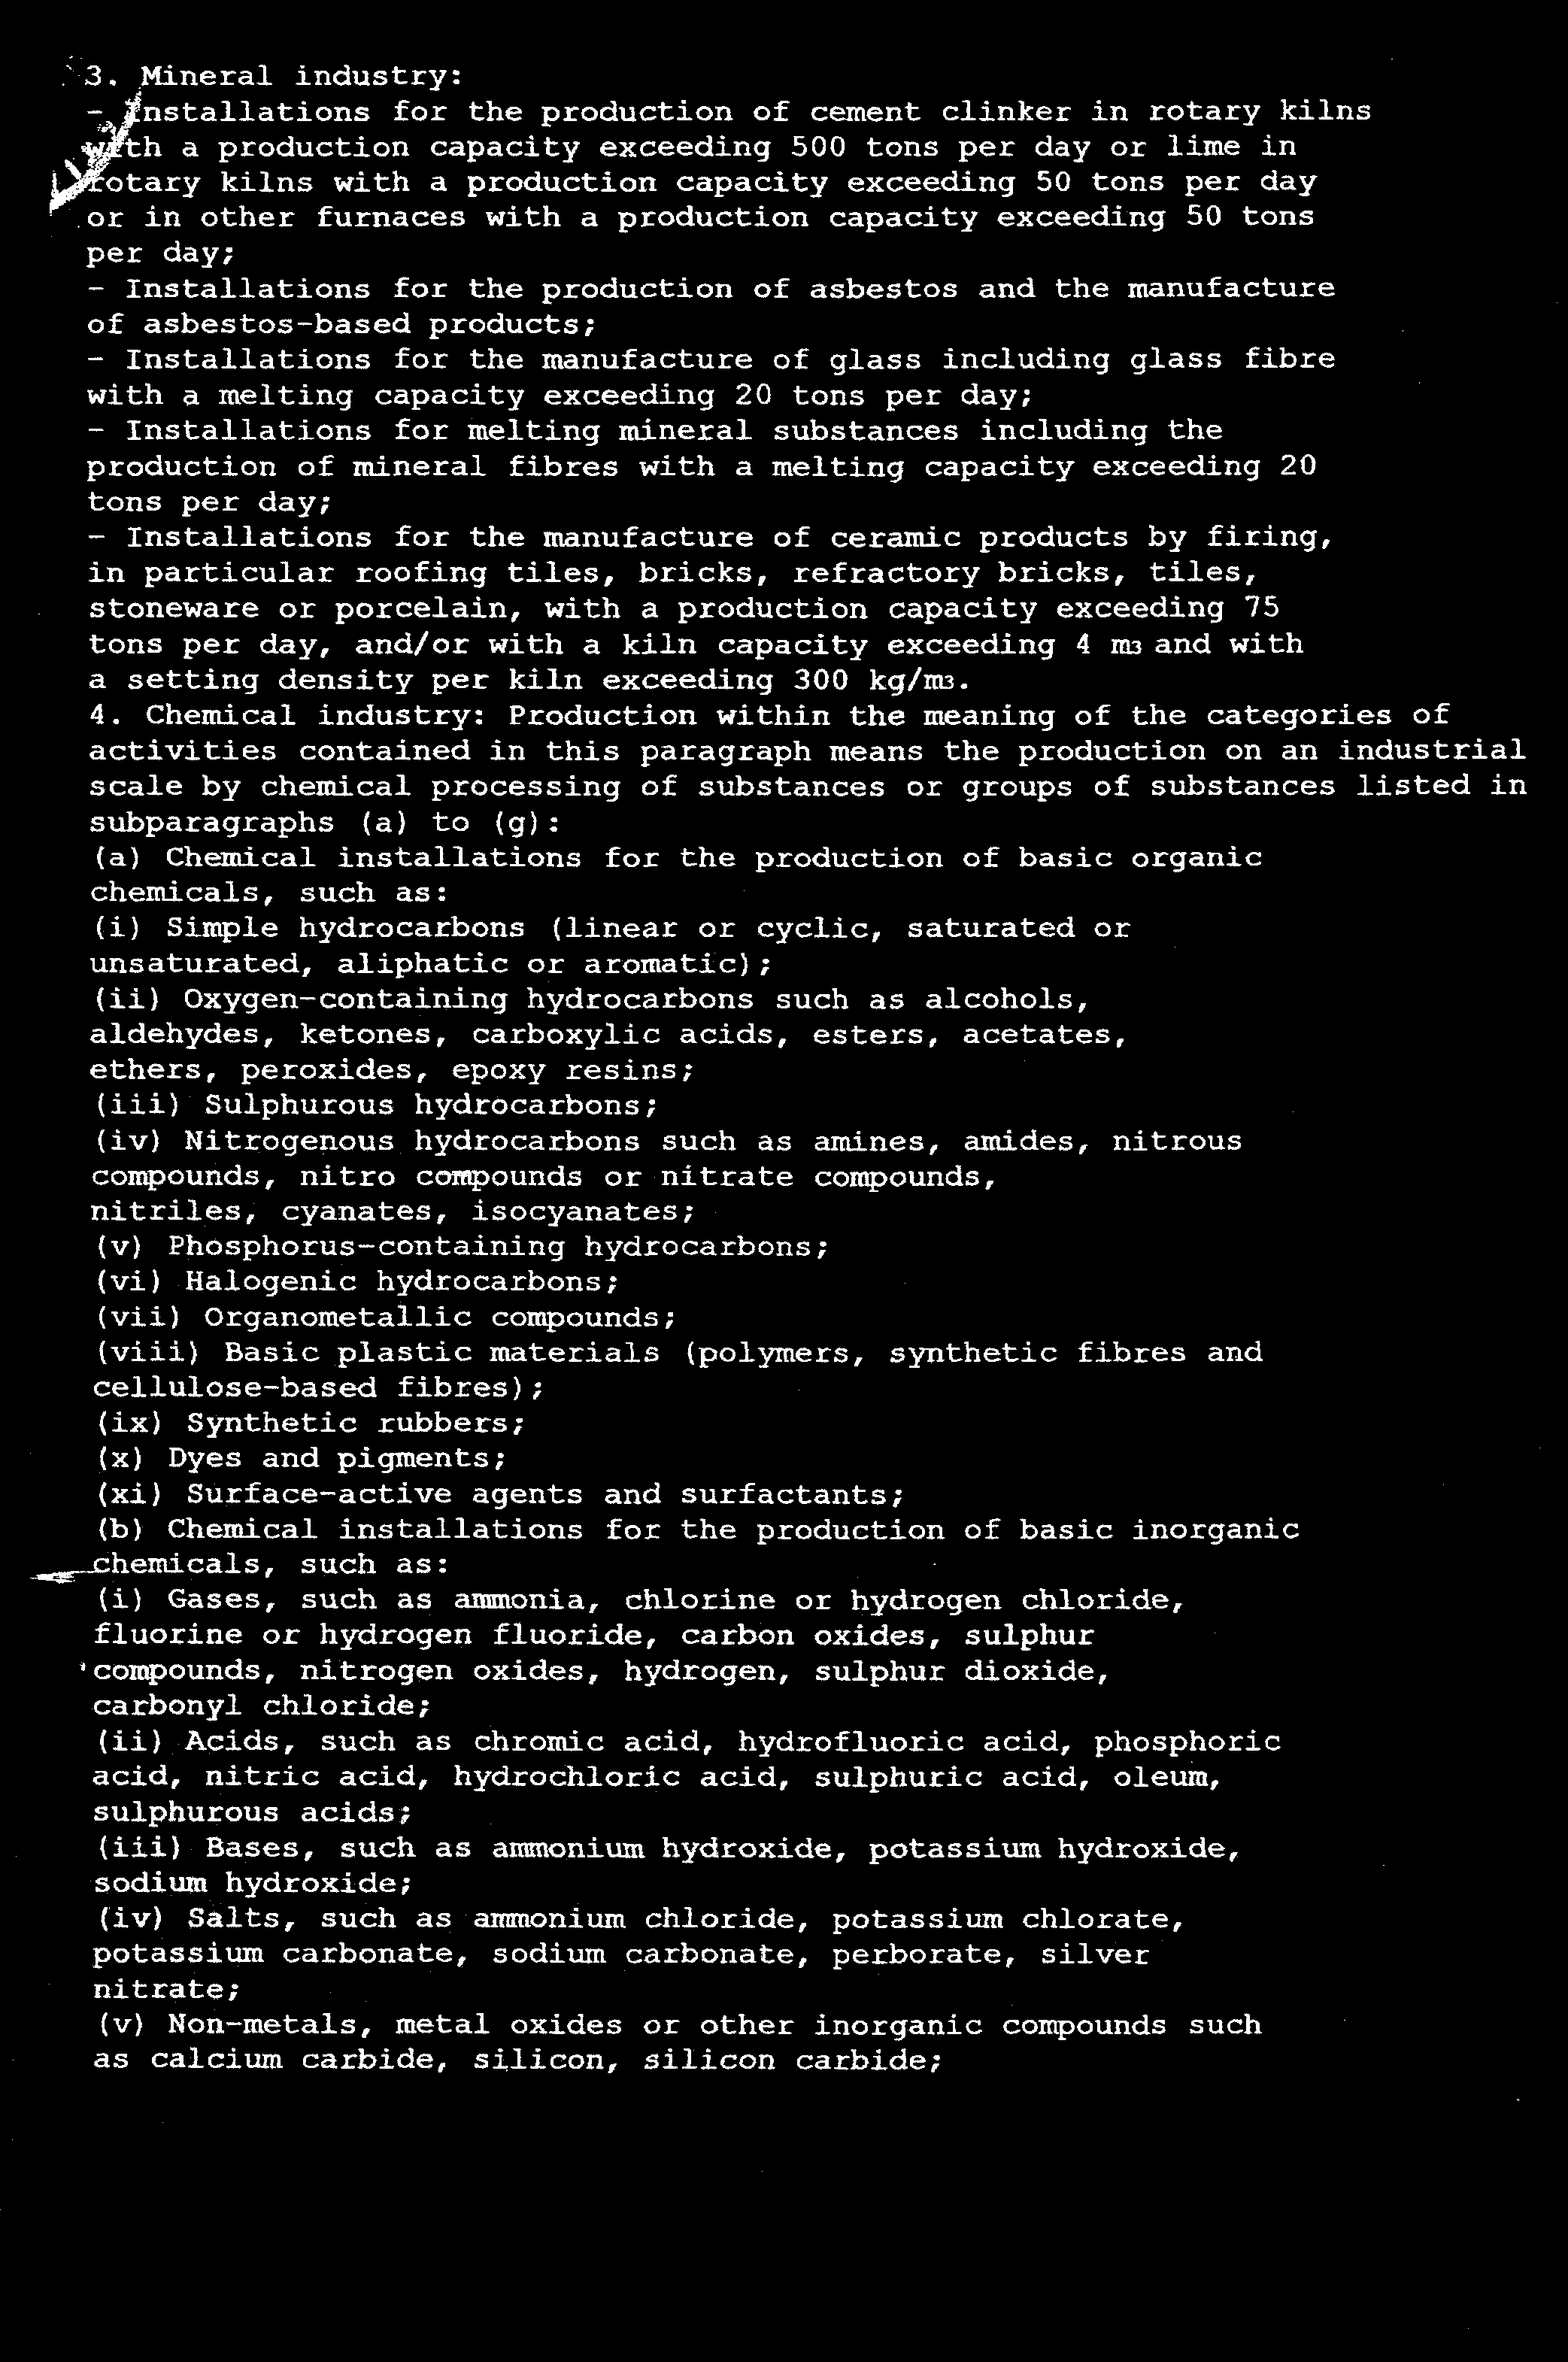 3. Mineral industry:
- Installations for the production of cement clinker in rotary kilns
with a production capacity exceeding 500 tons per day or lime in
rotary kilns with a production capacity exceeding 50 tons per day
or in other furnaces with a production capacity exceeding 50 tons
per day;
- Installations for the production of asbestos and the manufacture
of asbestos-based products;
- Installations for the manufacture of glass including glass fibre
with a melting capacity exceeding 20 tons per day;
- Installations for melting mineral substances including the
production of mineral fibres with a melting capacity exceeding 20
tons per day;
- Installations for the manufacture of ceramic products by firing,
in particular roofing tiles, bricks, refractory bricks, tiles,
stoneware or porcelain, with a production capacity exceeding 75
tons per day, and/or with a kiln capacity exceeding 4 m3 and with
a setting density per kiln exceeding 300 kg/m3.
4. Chemical industry: Production within the meaning of the categories of
activities contained in this paragraph means the production on an industrial
scale by chemical processing of substances or groups of substances listed in
subparagraphs (a) to (g):
(a) Chemical installations for the production of basic organic
chemicals, such as:
(i) Simple hydrocarbons (linear or cyclic, saturated or
unsaturated, aliphatic or aromatic);
(ii) Oxygen-containing hydrocarbons such as alcohols,
aldehydes, ketones, carboxylic acids, esters, acetates,
ethers, peroxides, epoxy resins;
(iii) Sulphurous hydrocarbons;
(iv) Nitrogenous hydrocarbons such as amines, amides, nitrous
compounds, nitro compounds or nitrate compounds,
nitriles, cyanates, isocyanates;
(v) Phosphorus-containing hydrocarbons;
(vi) Halogenic hydrocarbons;
(vii) Organometallic compounds;
(viii) Basic plastic materials (polymers, synthetic fibres and
cellulose-based fibres);
(ix) Synthetic rubbers;
(x) Dyes and pigments;
(xi) Surface-active agents and surfactants;
(b) Chemical installations for the production of basic inorganic
chemicals, such as:
(i) Gases, such as ammonia, chlorine or hydrogen chloride,
fluorine or hydrogen fluoride, carbon oxides, sulphur
compounds, nitrogen oxides, hydrogen, sulphur dioxide,
carbonyl chloride;
(ii) Acids, such as chromic acid, hydrofluoric acid, phosphoric
acid, nitric acid, hydrochloric acid, sulphuric acid, oleum,
sulphurous acids;
(iii) Bases, such as ammonium hydroxide, potassium hydroxide,
sodium hydroxide;
(iv) Salts, such as ammonium chloride, potassium chlorate,
potassium carbonate, sodium carbonate, perborate, silver
nitrate;
(v) Non-metals, metal oxides or other inorganic compounds such
as calcium carbide, silicon, silicon carbide;